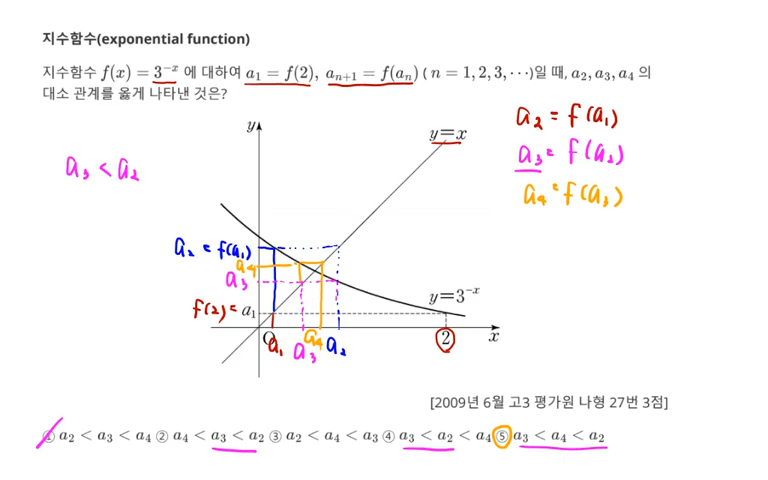 지수함수(exponential function)
지수함수 f(x) = 3^{-x} 에 대하여 a_1 = f(2), a_{n+1} = f(a_n) ( n = 1, 2, 3, ⋯)일 때, a_2, a_3, a_4 의
대소 관계를 옳게 나타낸 것은?
a_2 = f(a_1)
a_3 = f(a_2)
a_4 = f(a_3)
a_3 < a_2
y
y=x
a_2 = f(a_1)
a_4
a_3
f(2) = a_1
y=3^{-x}
O
a_1
a_3
a_4
a_2
2
x
[2009년 6월 고3 평가원 나형 27번 3점]
① a_2 < a_3 < a_4 ② a_4 < a_3 < a_2 ③ a_2 < a_4 < a_3 ④ a_3 < a_2 < a_4 ⑤ a_3 < a_4 < a_2